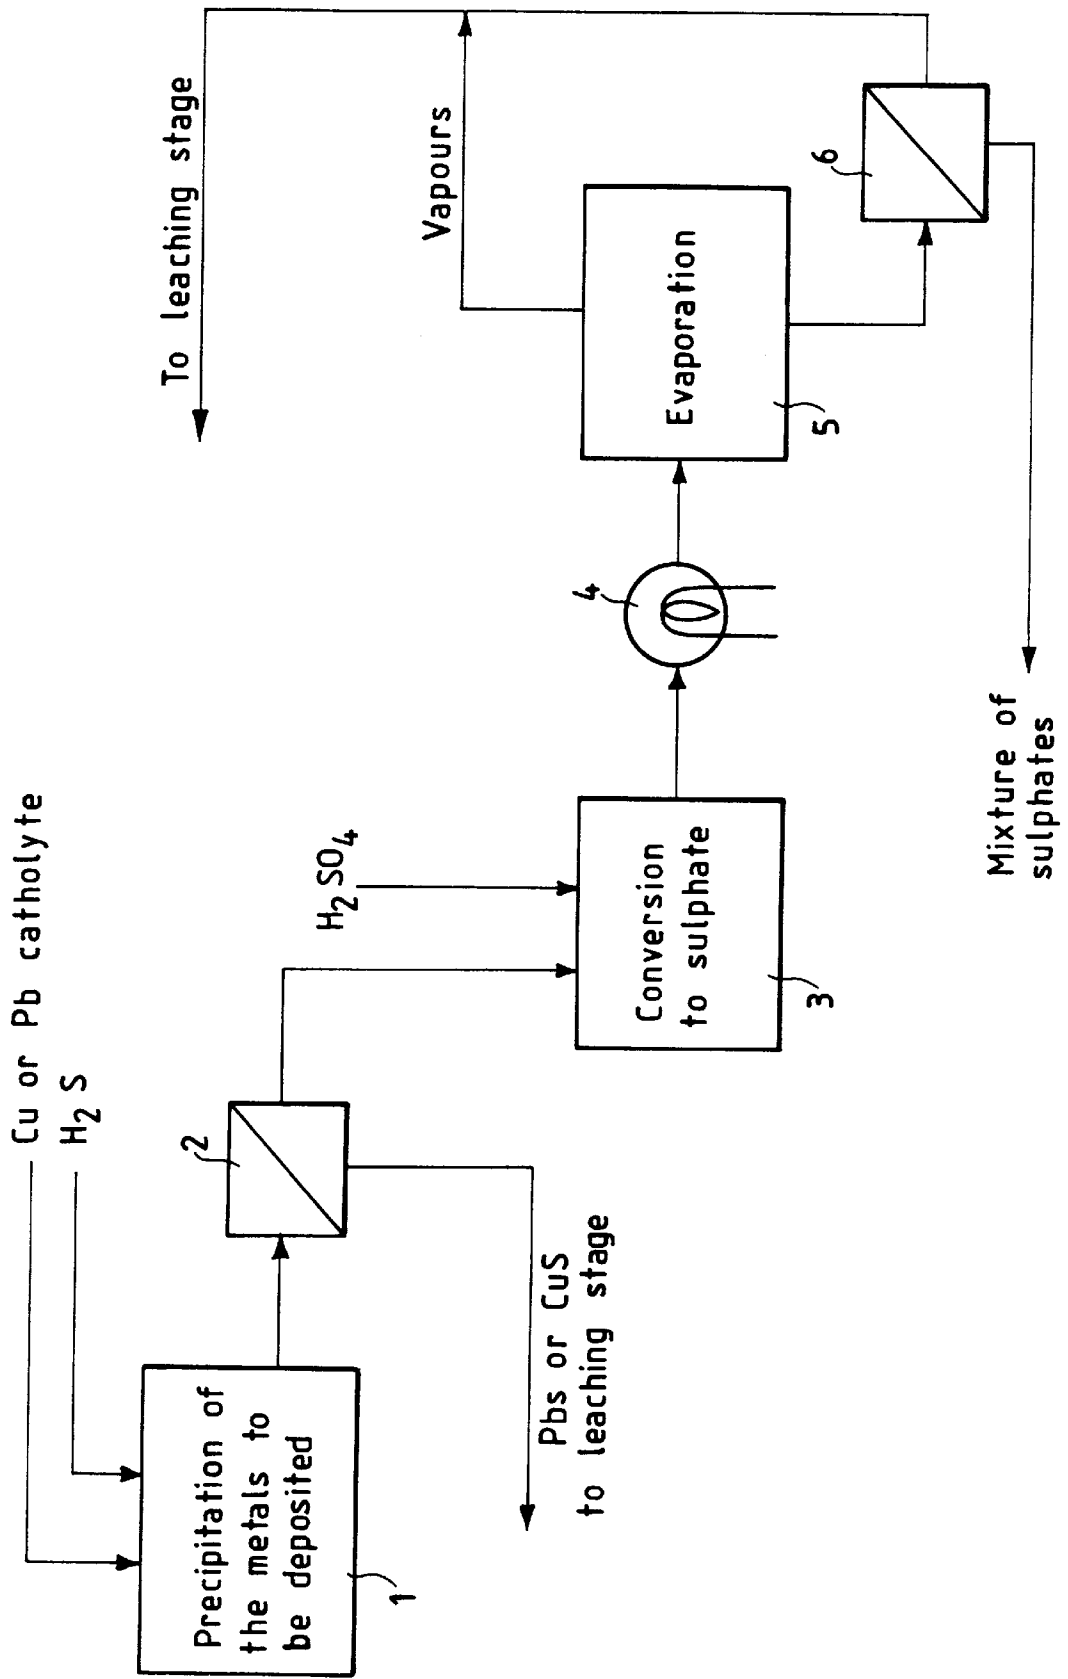 Cu or Pb catholyte
H₂S
Precipitation of
the metals to
be deposited
1
2
Pbs or CuS
to leaching stage
H₂SO₄
Conversion
to sulphate
3
4
Evaporation
5
Vapours
To leaching stage
6
Mixture of
sulphates